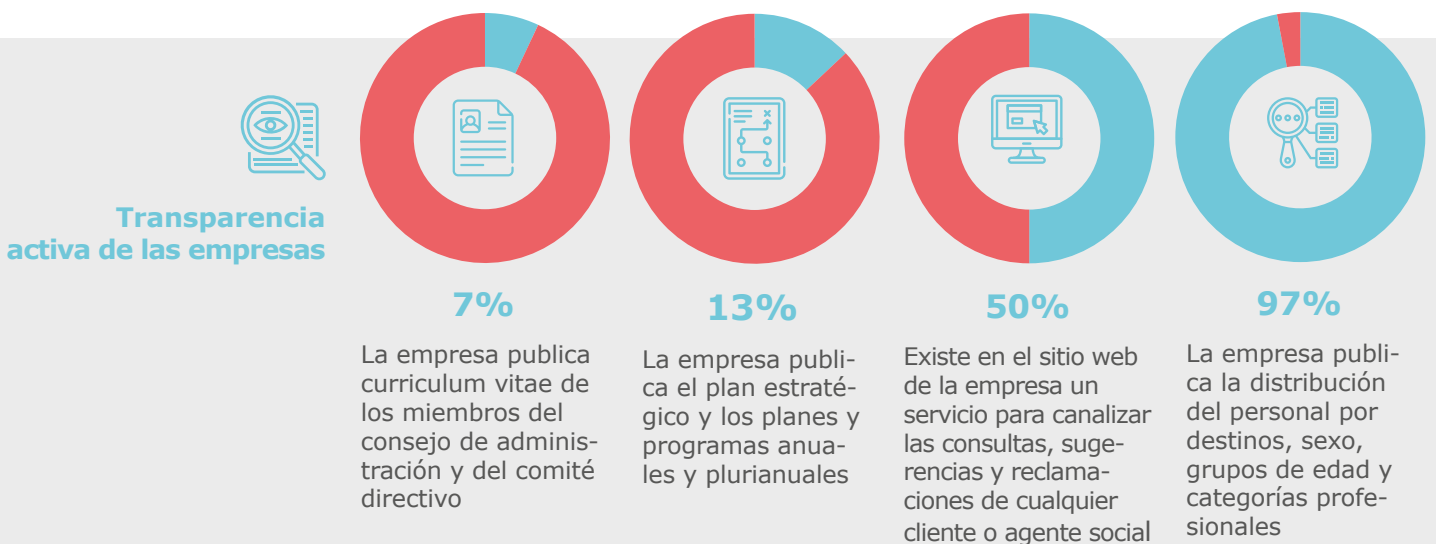 Transparencia
activa de las empresas
7%
La empresa publica
curriculum vitae de
los miembros del
consejo de adminis-
tración y del comité
directivo
13%
La empresa publi-
ca el plan estraté-
gico y los planes y
programas anua-
les y plurianuales
50%
Existe en el sitio web
de la empresa un
servicio para canalizar
las consultas, suge-
rencias y reclama-
ciones de cualquier
cliente o agente social
97%
La empresa publi-
ca la distribución
del personal por
destinos, sexo,
grupos de edad y
categorías profe-
sionales